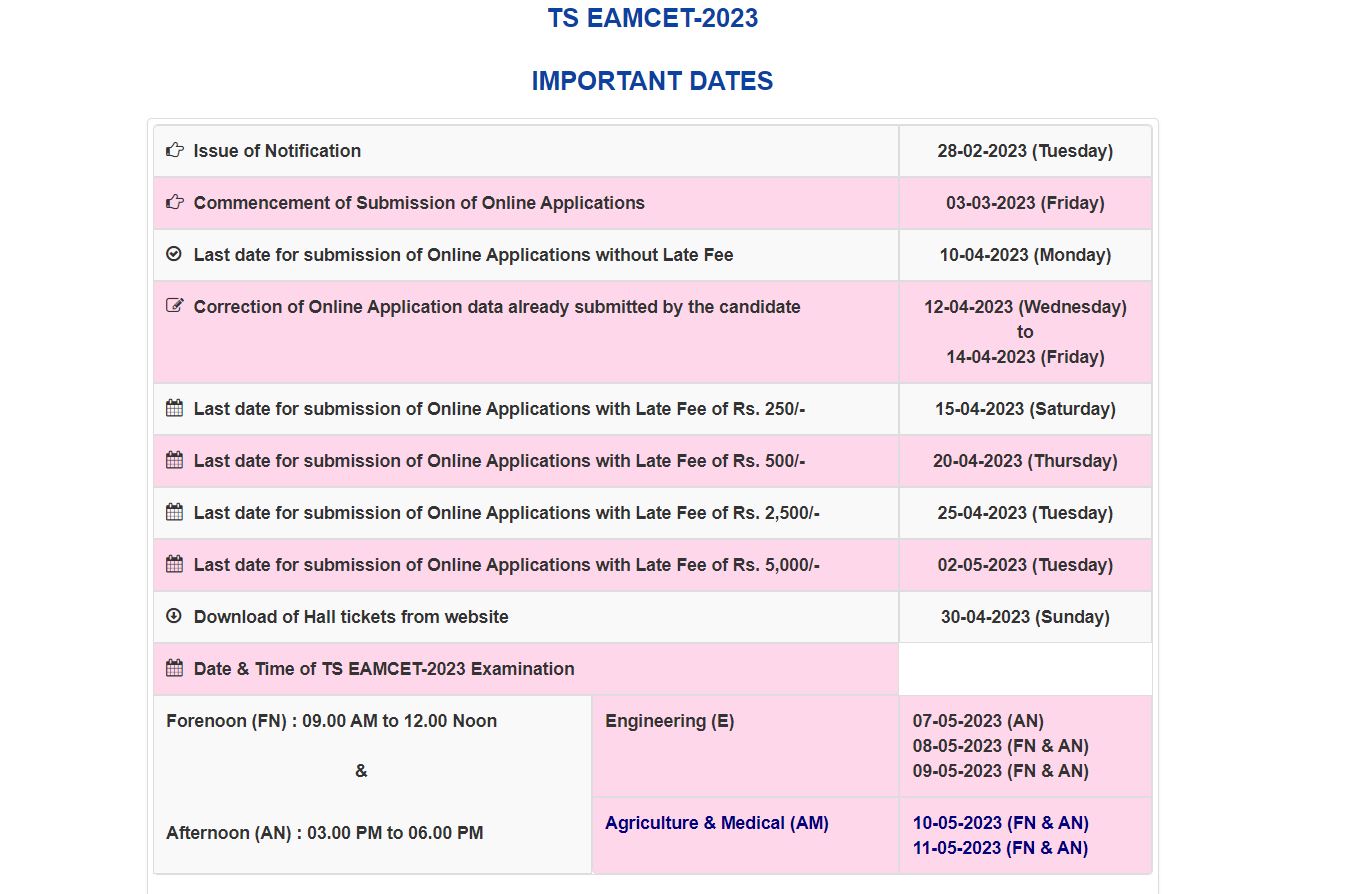 TS EAMCET-2023
IMPORTANT DATES
Issue of Notification 28-02-2023 (Tuesday)
Commencement of Submission of Online Applications 03-03-2023 (Friday)
Last date for submission of Online Applications without Late Fee 10-04-2023 (Monday)
Correction of Online Application data already submitted by the candidate 12-04-2023 (Wednesday)
to
14-04-2023 (Friday)
Last date for submission of Online Applications with Late Fee of Rs. 250/- 15-04-2023 (Saturday)
Last date for submission of Online Applications with Late Fee of Rs. 500/- 20-04-2023 (Thursday)
Last date for submission of Online Applications with Late Fee of Rs. 2,500/- 25-04-2023 (Tuesday)
Last date for submission of Online Applications with Late Fee of Rs. 5,000/- 02-05-2023 (Tuesday)
Download of Hall tickets from website 30-04-2023 (Sunday)
Date & Time of TS EAMCET-2023 Examination
Forenoon (FN) : 09.00 AM to 12.00 Noon
&
Afternoon (AN) : 03.00 PM to 06.00 PM
Engineering (E) 07-05-2023 (AN)
08-05-2023 (FN & AN)
09-05-2023 (FN & AN)
Agriculture & Medical (AM) 10-05-2023 (FN & AN)
11-05-2023 (FN & AN)